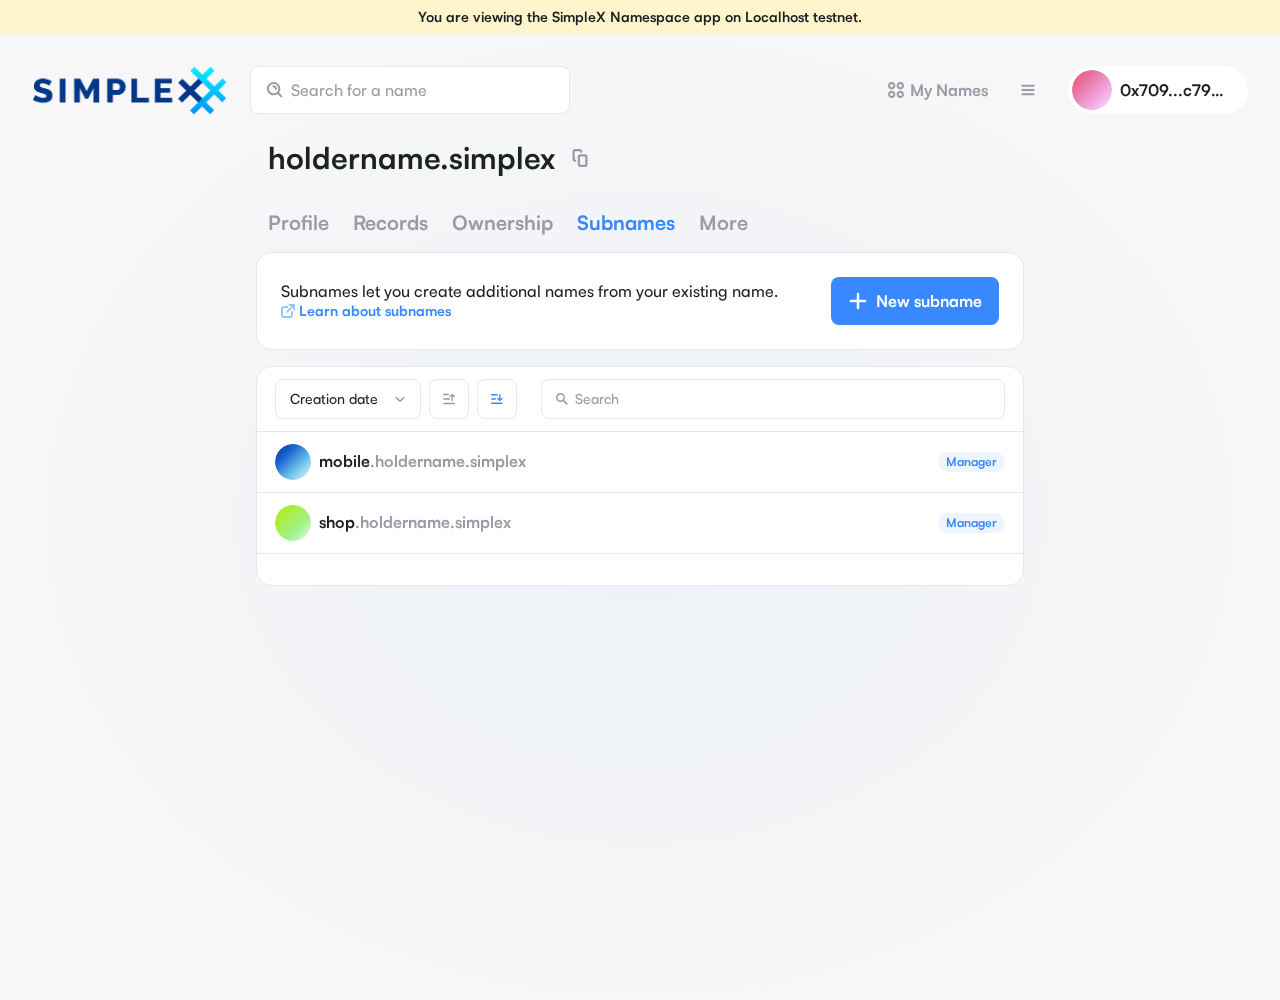 You are viewing the SimpleX Namespace app on Localhost testnet.
SIMPLEX
Search for a name
My Names
0x709...c79...
holdername.simplex
Profile Records Ownership Subnames More
Subnames let you create additional names from your existing name.
Learn about subnames
New subname
Creation date
Search
mobile.holdername.simplex
Manager
shop.holdername.simplex
Manager